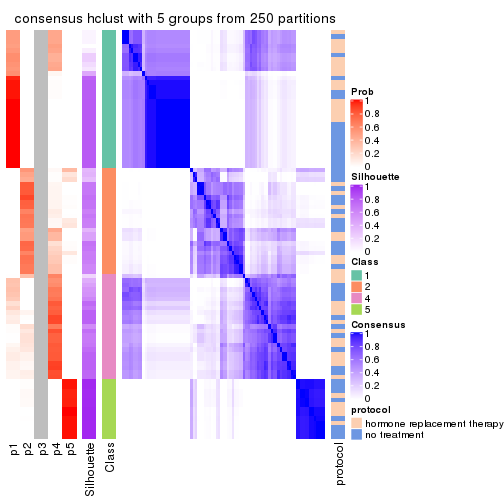 consensus hclust with 5 groups from 250 partitions
Prob
1
0.8
0.6
0.4
0.2
0
Silhouette
1
0.8
0.6
0.4
0.2
0
Class
1
2
4
5
Consensus
1
0.8
0.6
0.4
0.2
0
protocol
hormone replacement therapy
no treatment
p1
p2
p3
p4
p5
Silhouette
Class
protocol